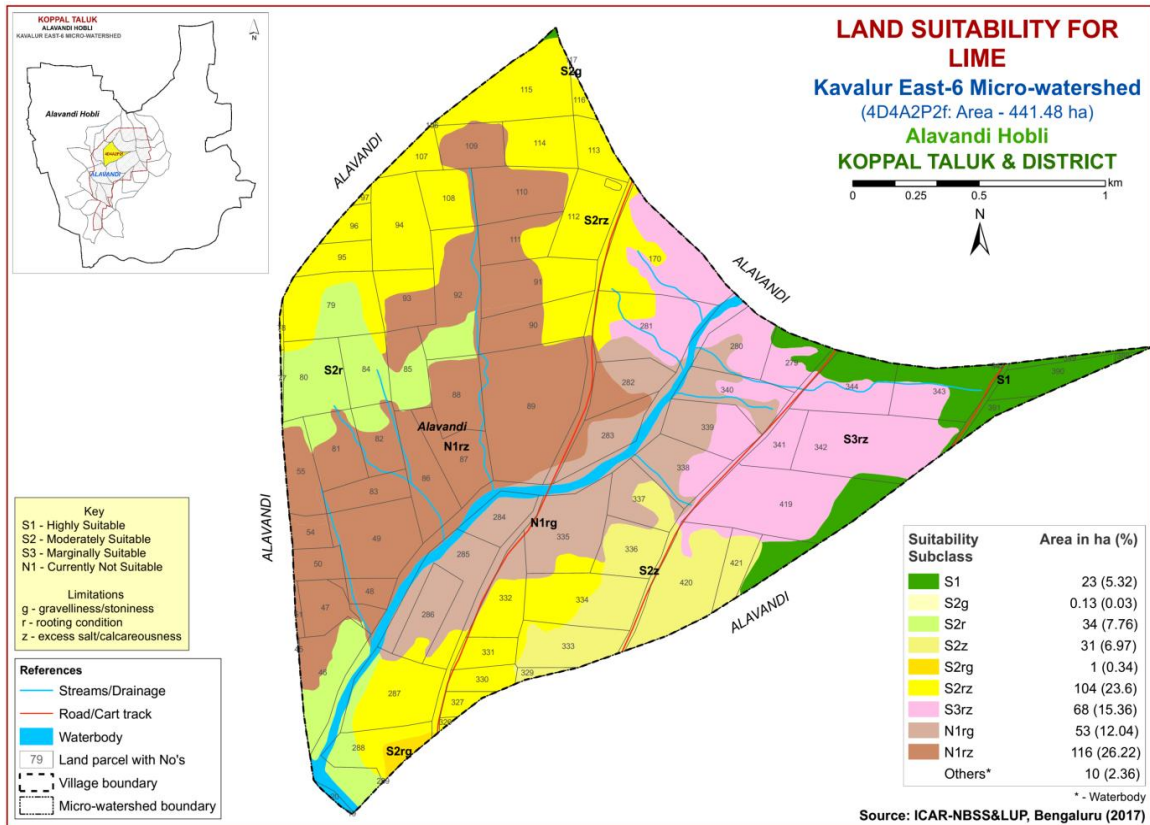 KOPPAL TALUK
ALAVANDI HOBLI
KAVALUR EAST-6 MICRO-WATERSHED
N
Alavandi Hobli
4D4A2P2f
ALAVANDI
LAND SUITABILITY FOR
LIME
Kavalur East-6 Micro-watershed
(4D4A2P2f: Area - 441.48 ha)
Alavandi Hobli
KOPPAL TALUK & DISTRICT
km
0 0.25 0.5 1
N
S2g
115
116
ALAVANDI
109
114
113
107
110
108
97
112
S2rz
96
94
111
95
170
ALAVANDI
93
92
91
79
90
281
280
279
S2r
80
84
85
282
340
344
343
390
S1
391
88
89
Alavandi
N1rz
87
283
339
341
342
S3rz
81
82
55
86
338
83
337
419
ALAVANDI
284
N1rg
54
49
285
335
336
S2z
421
50
420
47
48
286
332
334
ALAVANDI
46
331
333
287
330
329
327
288
S2rg
Key
S1 - Highly Suitable
S2 - Moderately Suitable
S3 - Marginally Suitable
N1 - Currently Not Suitable
Limitations
g - gravelliness/stoniness
r - rooting condition
z - excess salt/calcareousness
References
Streams/Drainage
Road/Cart track
Waterbody
79 Land parcel with No's
Village boundary
Micro-watershed boundary
Suitability Subclass Area in ha (%)
S1 23 (5.32)
S2g 0.13 (0.03)
S2r 34 (7.76)
S2z 31 (6.97)
S2rg 1 (0.34)
S2rz 104 (23.6)
S3rz 68 (15.36)
N1rg 53 (12.04)
N1rz 116 (26.22)
Others* 10 (2.36)
* - Waterbody
Source: ICAR-NBSS&LUP, Bengaluru (2017)